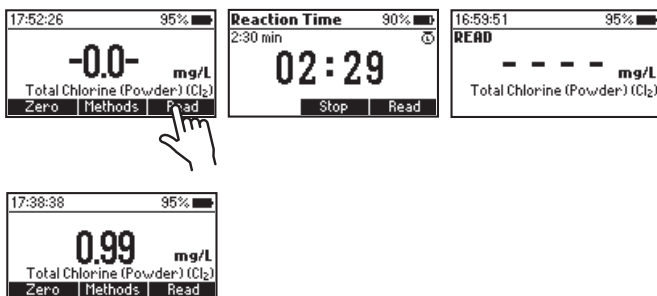 17:52:26 95%
-0.0- mg/L
Total Chlorine (Powder) (Cl₂)
Zero Methods Read
Reaction Time 90%
2:30 min
02:29
Stop Read
16:59:51 95%
READ
- - - - mg/L
Total Chlorine (Powder) (Cl₂)
17:38:38 95%
0.99 mg/L
Total Chlorine (Powder) (Cl₂)
Zero Methods Read